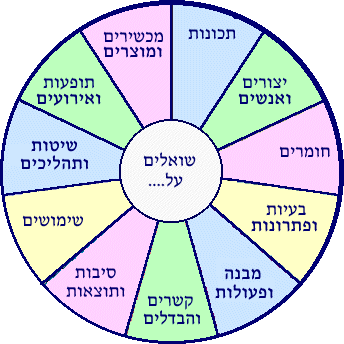 שואלים
על....
תכונות
יצורים
ואנשים
חומרים
בעיות
ופתרונות
מבנה
ופעולות
קשרים
והבדלים
סיבות
ותוצאות
שימושים
שיטות
ותהליכים
תופעות
ואירועים
מכשירים
ומוצרים